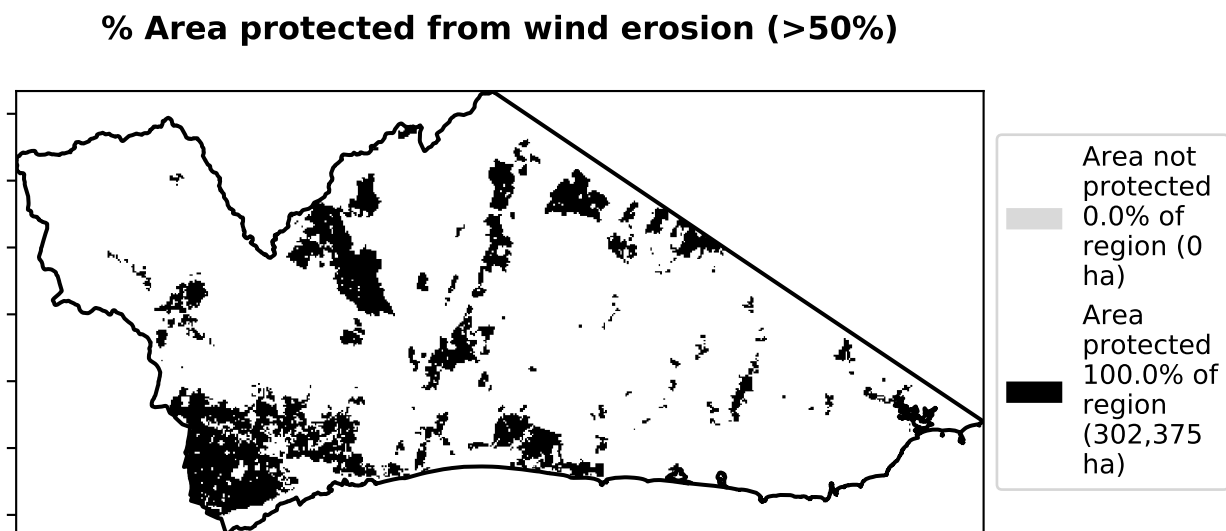 % Area protected from wind erosion (>50%)
Area not
protected
0.0% of
region (0
ha)
Area
protected
100.0% of
region
(302,375
ha)